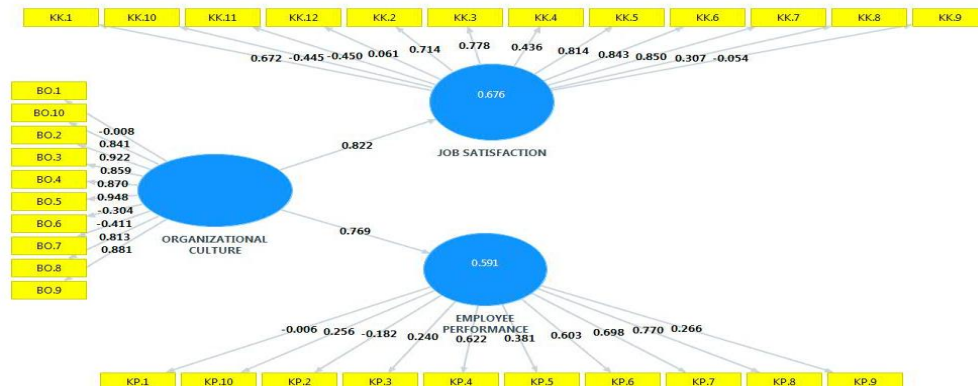 KK.1 KK.10 KK.11 KK.12 KK.2 KK.3 KK.4 KK.5 KK.6 KK.7 KK.8 KK.9
0.672 -0.445 -0.450 0.061 0.714 0.778 0.436 0.814 0.843 0.850 0.307 -0.054
0.676
JOB SATISFACTION
BO.1
BO.10
BO.2
BO.3
BO.4
BO.5
BO.6
BO.7
BO.8
BO.9
-0.008
0.841
0.922
0.859
0.870
0.948
-0.304
-0.411
0.813
0.881
ORGANIZATIONAL
CULTURE
0.822
0.769
0.591
EMPLOYEE
PERFORMANCE
-0.006 0.256 -0.182 0.240 0.622 0.381 0.603 0.698 0.770 0.266
KP.1 KP.10 KP.2 KP.3 KP.4 KP.5 KP.6 KP.7 KP.8 KP.9